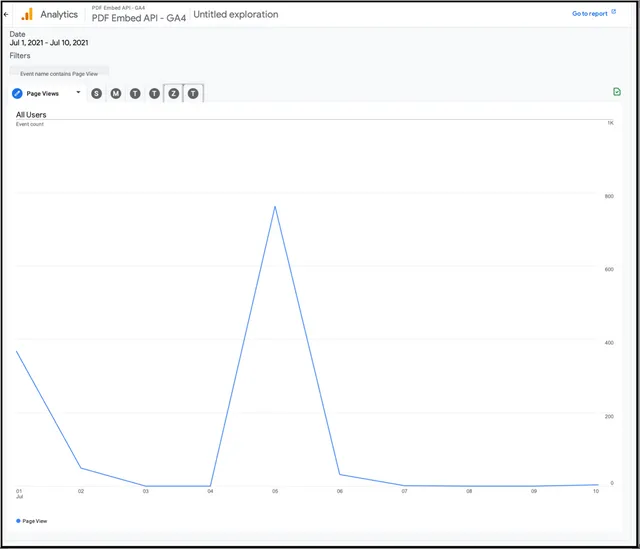 Analytics
PDF Embed API - GA4
PDF Embed API - GA4
Untitled exploration
Go to report
Date
Jul 1, 2021 - Jul 10, 2021
Filters
Event name contains Page View
Page Views
S M T T Z T
All Users
Event count
1K
800
600
400
200
0
01 02 03 04 05 06 07 08 09 10
Jul
Page View